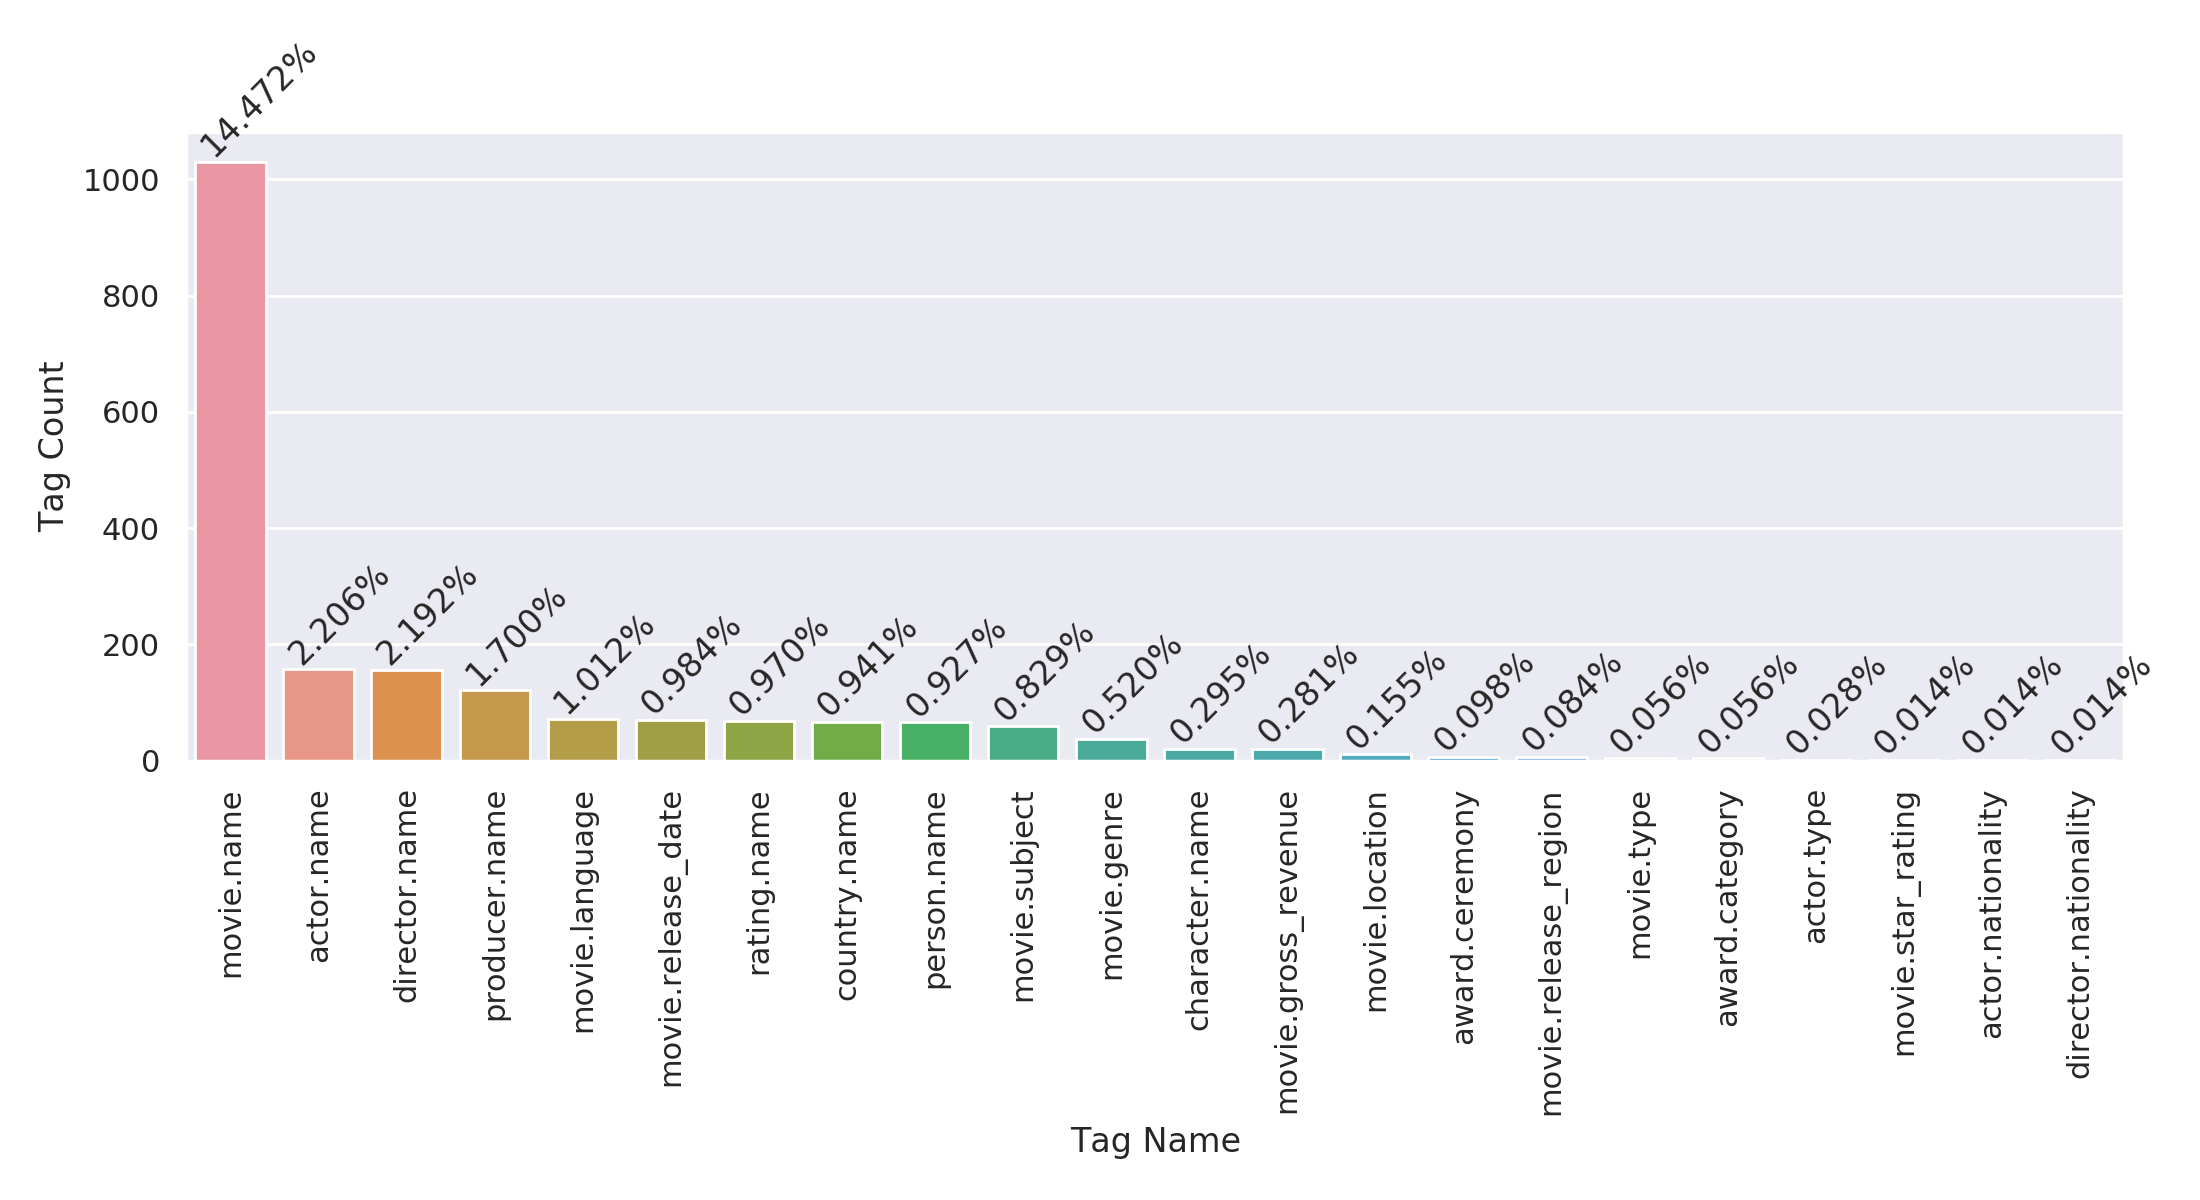 14.472%
2.206%
2.192%
1.700%
1.012%
0.984%
0.970%
0.941%
0.927%
0.829%
0.520%
0.295%
0.281%
0.155%
0.098%
0.084%
0.056%
0.056%
0.028%
0.014%
0.014%
0.014%
1000
800
600
400
200
0
Tag Count
movie.name
actor.name
director.name
producer.name
movie.language
movie.release_date
rating.name
country.name
person.name
movie.subject
movie.genre
character.name
movie.gross_revenue
movie.location
award.ceremony
movie.release_region
movie.type
award.category
actor.type
movie.star_rating
actor.nationality
director.nationality
Tag Name